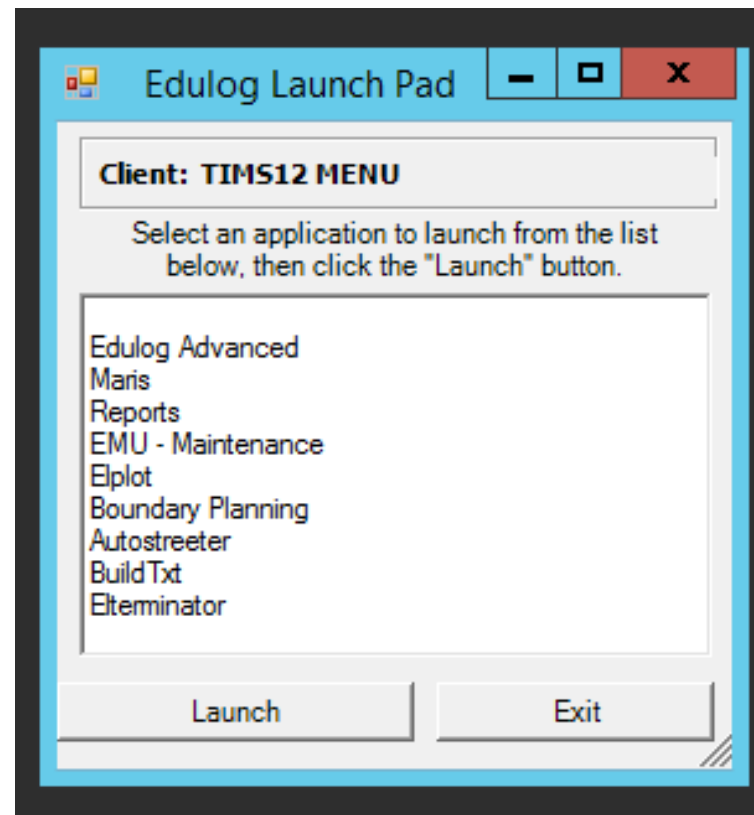 Edulog Launch Pad
Client: TIMS12 MENU
Select an application to launch from the list
below, then click the "Launch" button.
Edulog Advanced
Maris
Reports
EMU - Maintenance
Elplot
Boundary Planning
Autostreeter
BuildTxt
Elterminator
Launch Exit